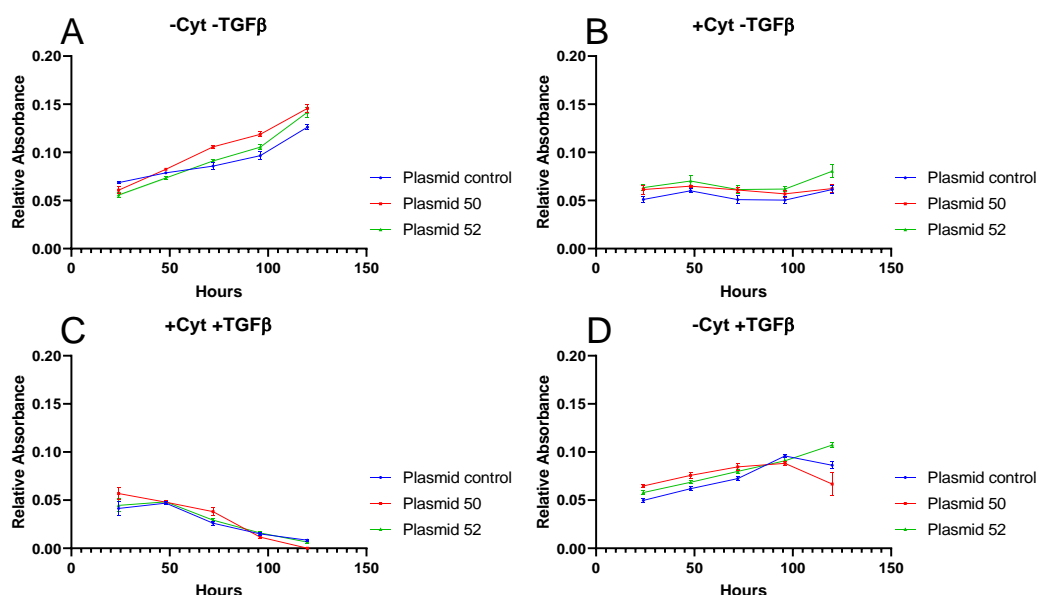 A
-Cyt -TGFβ
0.20
0.15
0.10
0.05
0.00
Relative Absorbance
0
50
100
150
Hours
Plasmid control
Plasmid 50
Plasmid 52
B
+Cyt -TGFβ
0.20
0.15
0.10
0.05
0.00
Relative Absorbance
0
50
100
150
Hours
Plasmid control
Plasmid 50
Plasmid 52
C
+Cyt +TGFβ
0.20
0.15
0.10
0.05
0.00
Relative Absorbance
0
50
100
150
Hours
Plasmid control
Plasmid 50
Plasmid 52
D
-Cyt +TGFβ
0.20
0.15
0.10
0.05
0.00
Relative Absorbance
0
50
100
150
Hours
Plasmid control
Plasmid 50
Plasmid 52